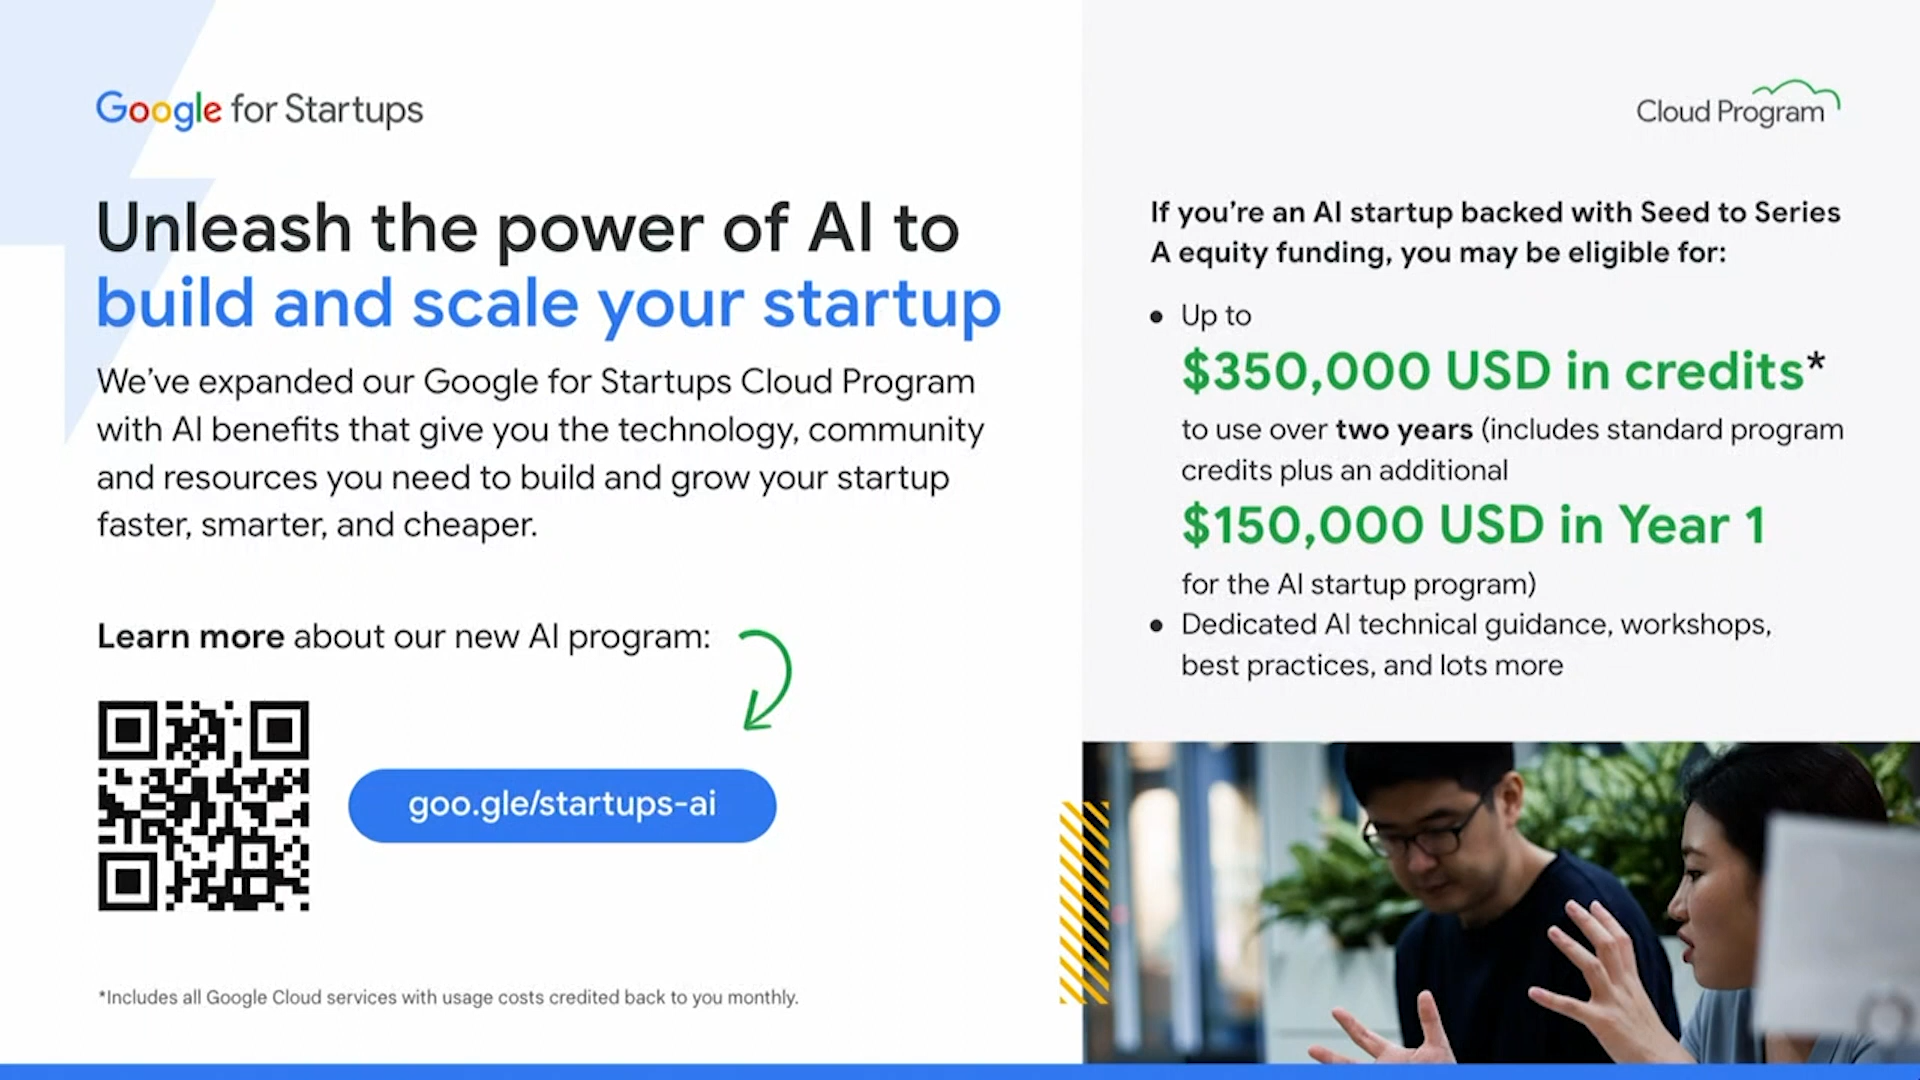 Google for Startups
Unleash the power of AI to
build and scale your startup
We've expanded our Google for Startups Cloud Program
with AI benefits that give you the technology, community
and resources you need to build and grow your startup
faster, smarter, and cheaper.
Learn more about our new AI program:
goo.gle/startups-ai
*Includes all Google Cloud services with usage costs credited back to you monthly.
Cloud Program
If you're an AI startup backed with Seed to Series
A equity funding, you may be eligible for:
• Up to
$350,000 USD in credits*
to use over two years (includes standard program
credits plus an additional
$150,000 USD in Year 1
for the AI startup program)
• Dedicated AI technical guidance, workshops,
best practices, and lots more